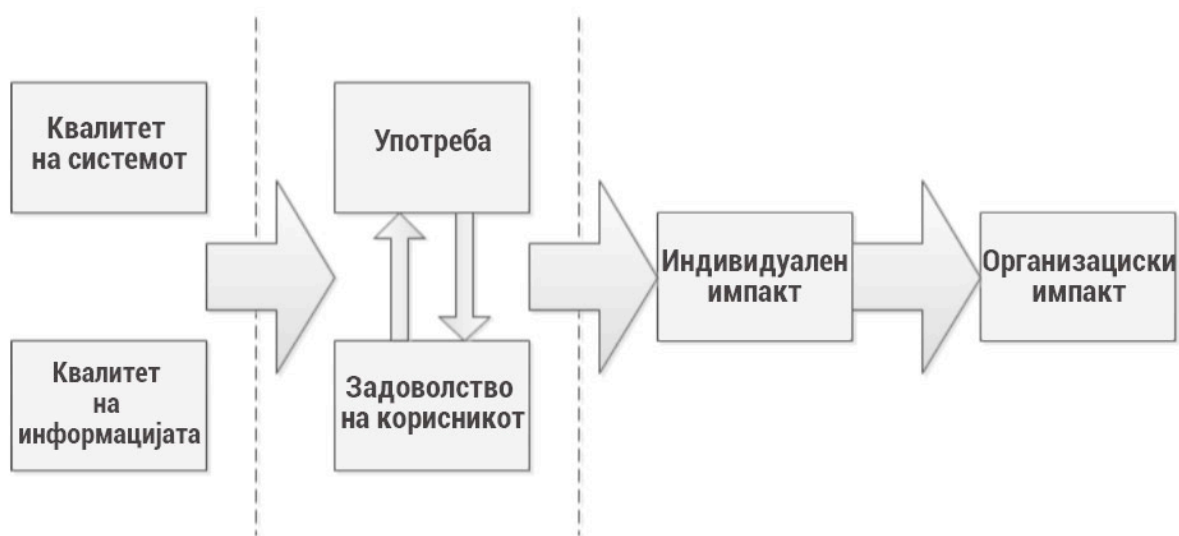 Квалитет
на системот
Квалитет
на
информацијата
Употреба
Задоволство
на корисникот
Индивидуален
импакт
Организациски
импакт